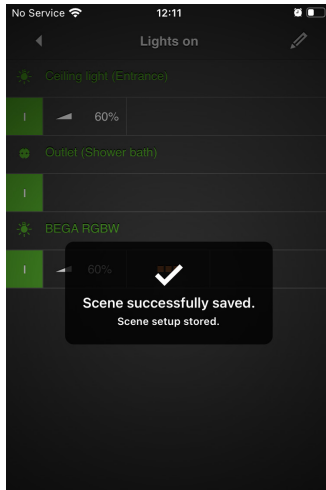 No Service 12:11
Lights on
Ceiling light (Entrance)
I 60%
Outlet (Shower bath)
I
BEGA RGBW
I 60%
Scene successfully saved.
Scene setup stored.